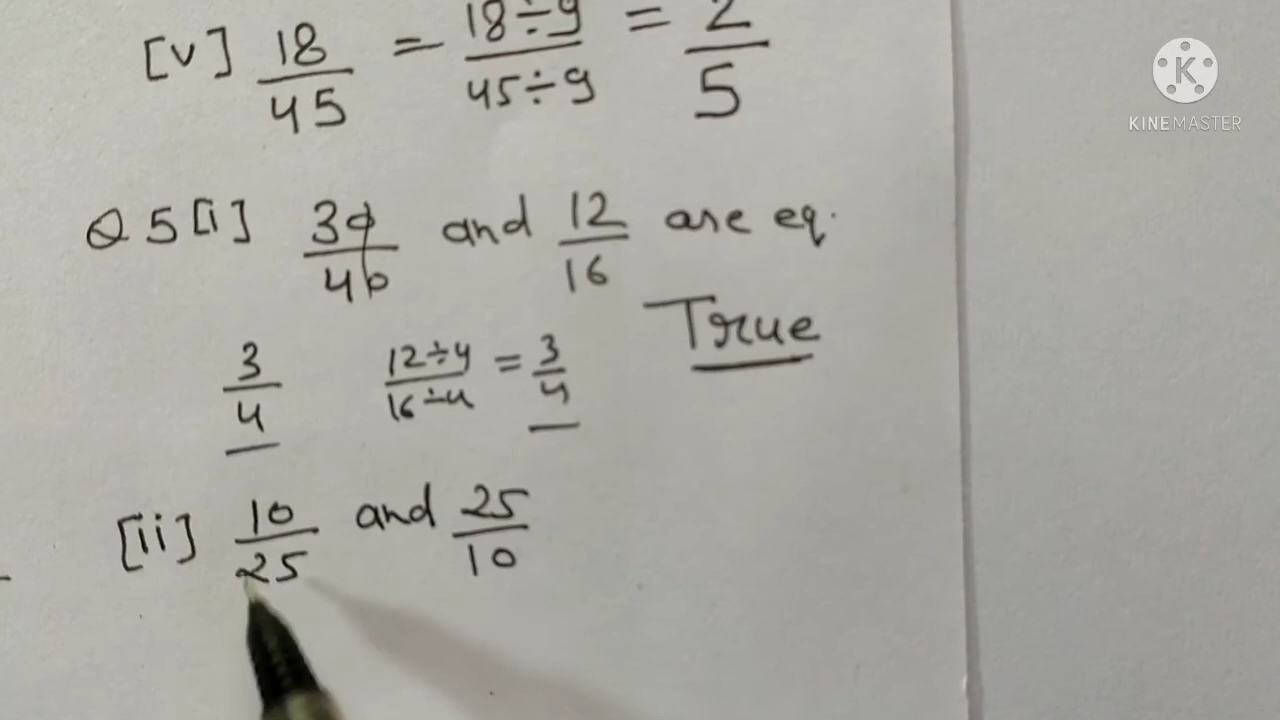 [v] 18/45 = 18÷9/45÷9 = 2/5
Q 5 [i] 30/40 and 12/16 are eq.
3/4 12÷4/16÷4 = 3/4 True
[ii] 10/25 and 25/10
KINEMASTER